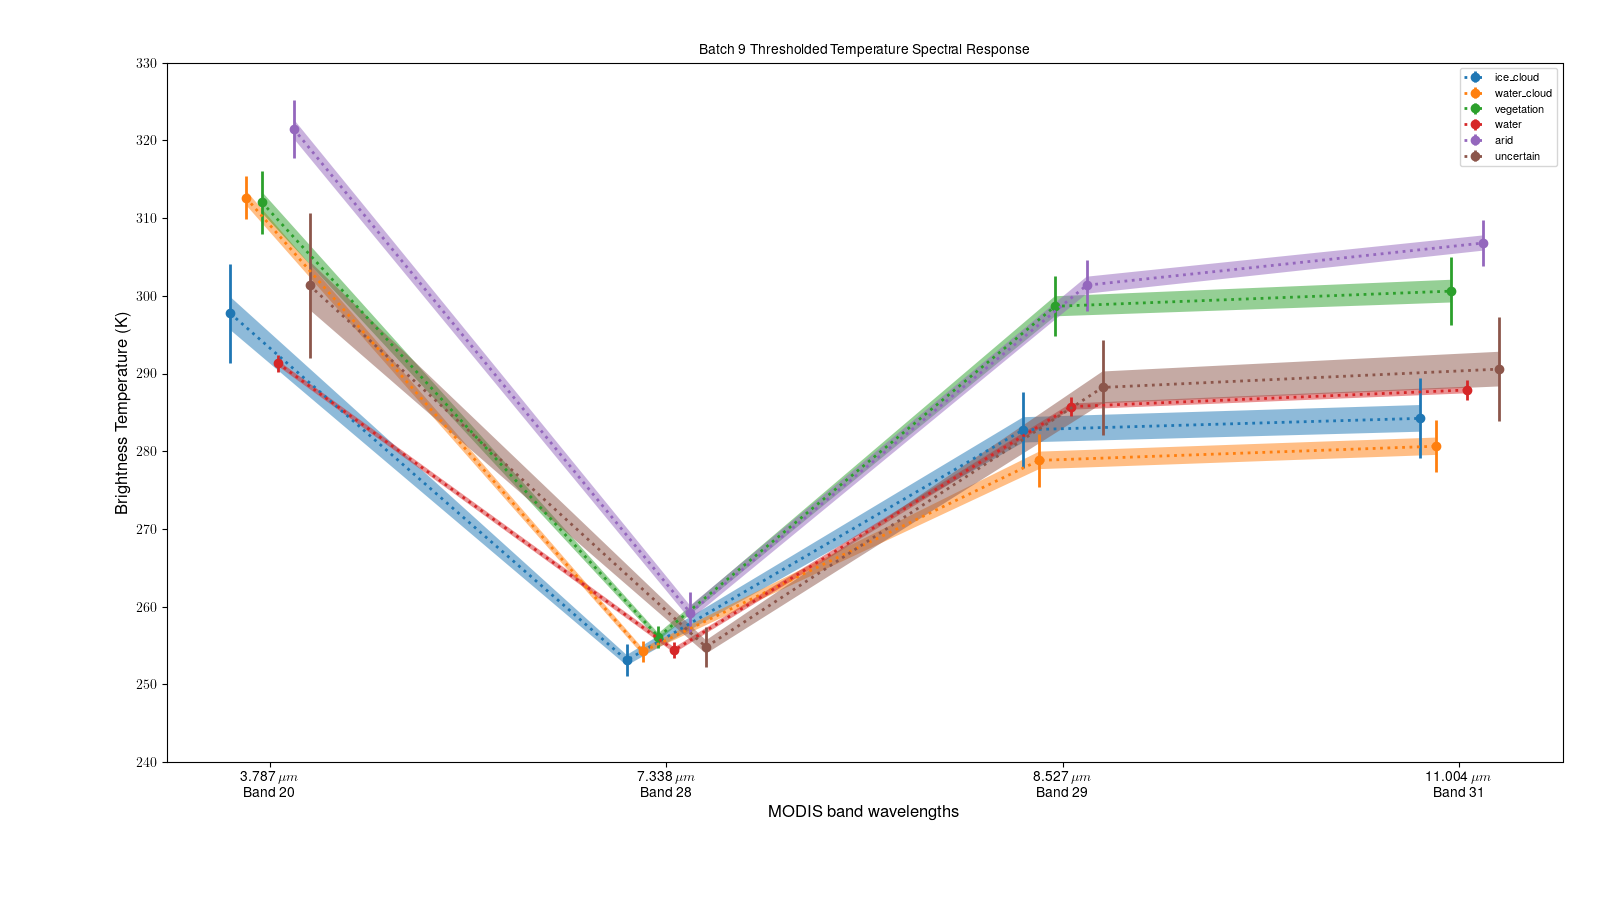 Batch 9 Thresholded Temperature Spectral Response
330
320
310
300
290
280
270
260
250
240
Brightness Temperature (K)
ice_cloud
water_cloud
vegetation
water
arid
uncertain
3.787 μm
Band 20
7.338 μm
Band 28
8.527 μm
Band 29
11.004 μm
Band 31
MODIS band wavelengths